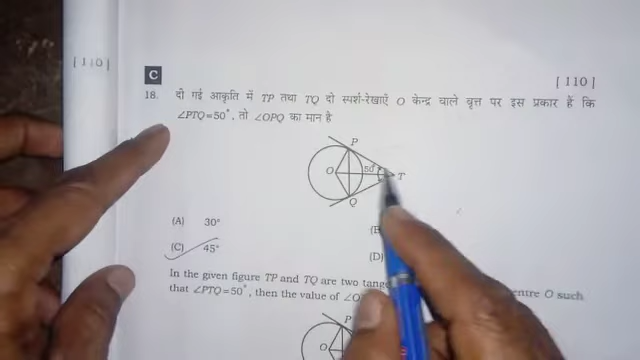 [ 110 ]
C
[ 110 ]
18. दी गई आकृति में TP तथा TQ दो स्पर्श-रेखाएँ O केन्द्र वाले वृत्त पर इस प्रकार हैं कि
∠PTQ=50°, तो ∠OPQ का मान है
P
O 50° T
Q
(A) 30°
(C) 45°
(D)
In the given figure TP and TQ are two centre O such
that ∠PTQ=50°, then the value of
P
O